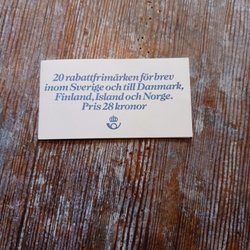 20 rabattfrimärken för brev
inom Sverige och till Danmark,
Finland, Island och Norge.
Pris 28 kronor